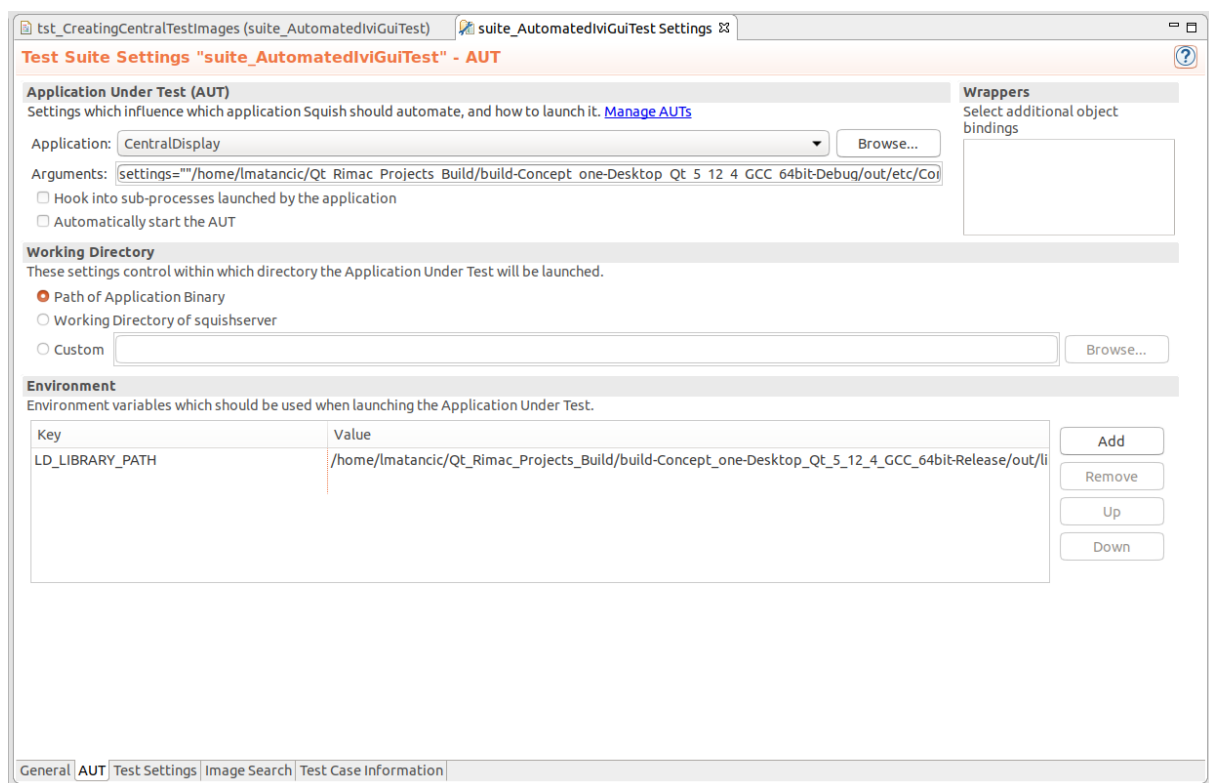 tst_CreatingCentralTestImages (suite_AutomatedIviGuiTest)
suite_AutomatedIviGuiTest Settings
Test Suite Settings "suite_AutomatedIviGuiTest" - AUT
Application Under Test (AUT)
Settings which influence which application Squish should automate, and how to launch it. Manage AUTs
Application: CentralDisplay Browse...
Arguments: settings=""/home/lmatancic/Qt_Rimac_Projects_Build/build-Concept_one-Desktop_Qt_5_12_4_GCC_64bit-Debug/out/etc/Co
Hook into sub-processes launched by the application
Automatically start the AUT
Wrappers
Select additional object
bindings
Working Directory
These settings control within which directory the Application Under Test will be launched.
Path of Application Binary
Working Directory of squishserver
Custom Browse...
Environment
Environment variables which should be used when launching the Application Under Test.
Key Value
LD_LIBRARY_PATH /home/lmatancic/Qt_Rimac_Projects_Build/build-Concept_one-Desktop_Qt_5_12_4_GCC_64bit-Release/out/li
Add
Remove
Up
Down
General AUT Test Settings Image Search Test Case Information